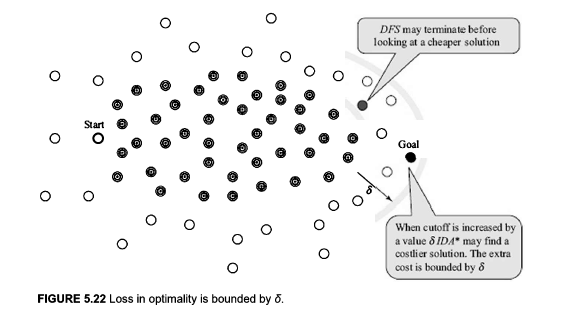 DFS may terminate before
looking at a cheaper solution
Start
Goal
δ
When cutoff is increased by
a value δ IDA* may find a
costlier solution. The extra
cost is bounded by δ
FIGURE 5.22 Loss in optimality is bounded by δ.